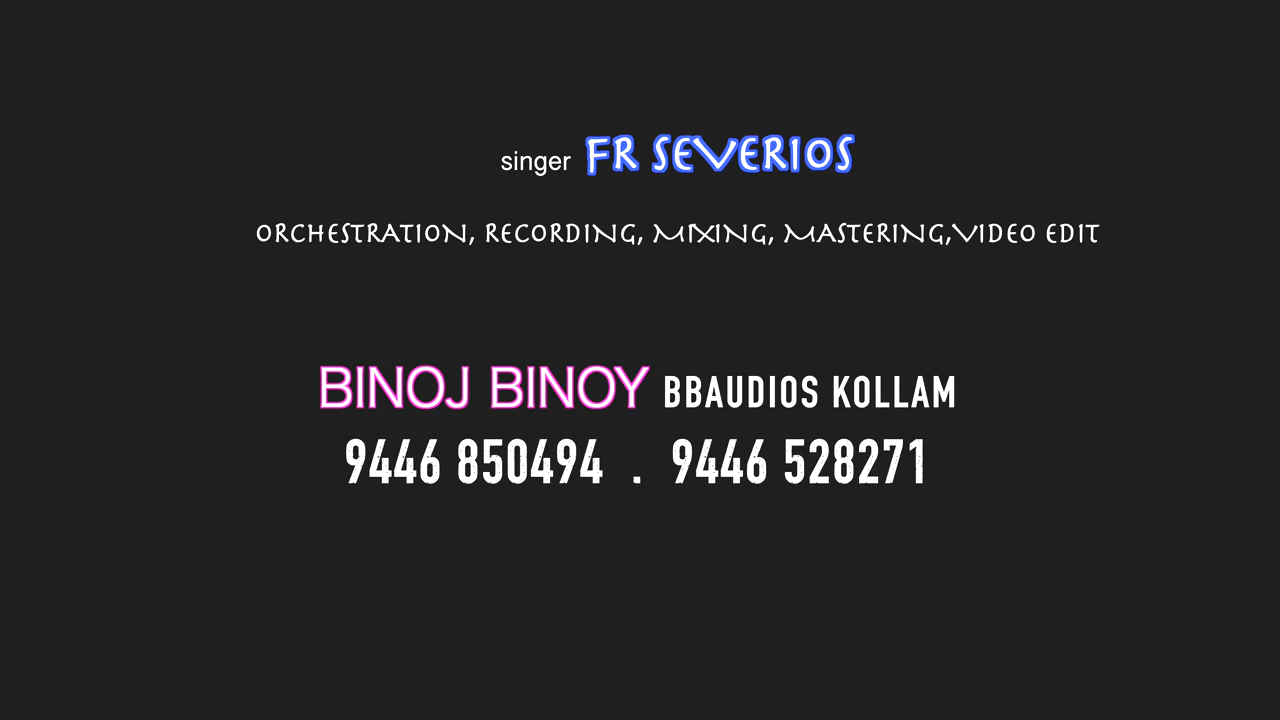 singer FR SEVERIOS
ORCHESTRATION, RECORDING, MIXING, MASTERING,VIDEO EDIT
BINOJ BINOY BBAUDIOS KOLLAM
9446 850494 . 9446 528271